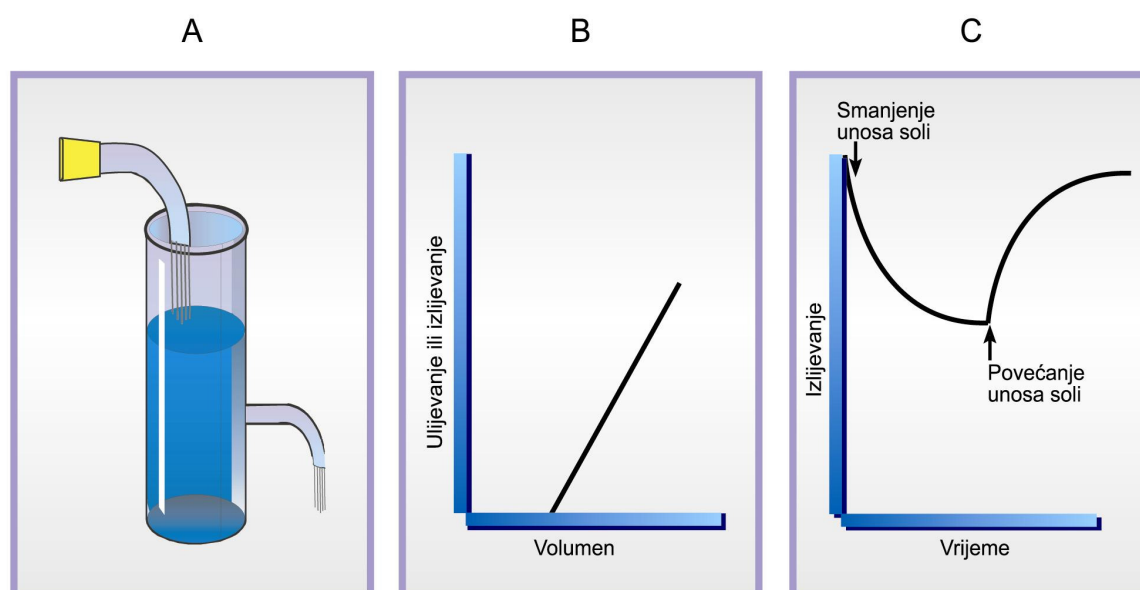 A
B
C
Ulijevanje ili izlijevanje
Volumen
Smanjenje
unosa soli
Izlijevanje
Povećanje
unosa soli
Vrijeme